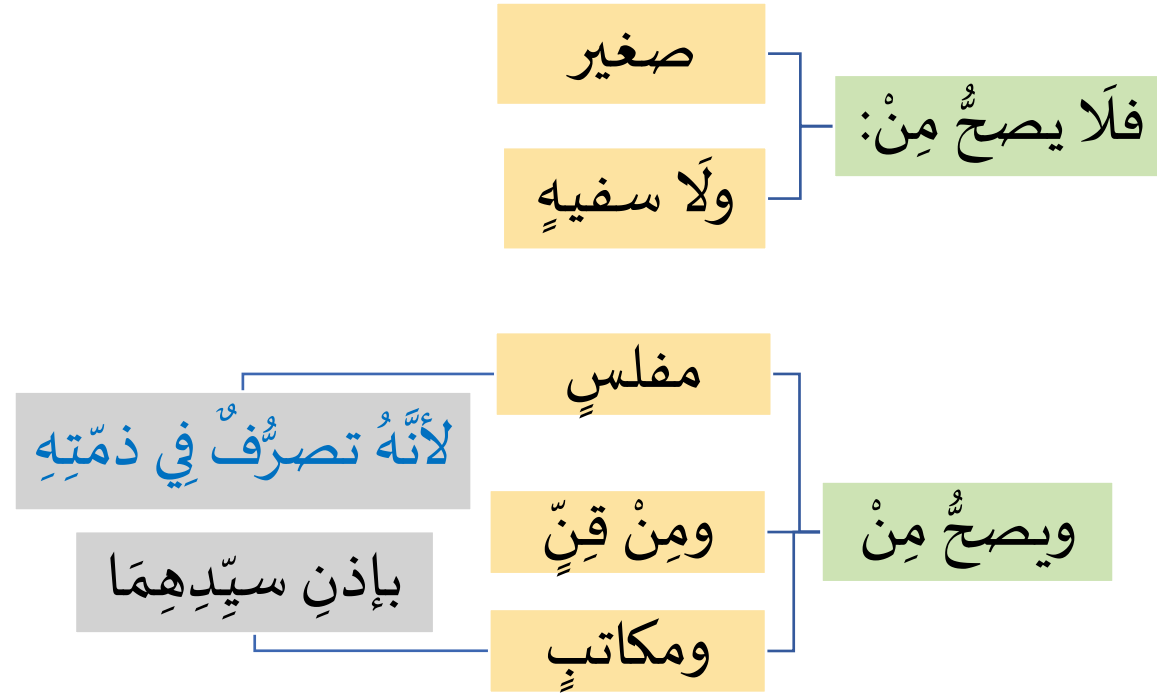 فلَا يصحُّ مِنْ:
صغير
ولَا سفيهٍ
ويصحُّ مِنْ
مفلسٍ
لأنَّهُ تصرُّفٌ فِي ذمّتِهِ
ومِنْ قِنٍّ
ومكاتبٍ
بإذنِ سيِّدِهِمَا